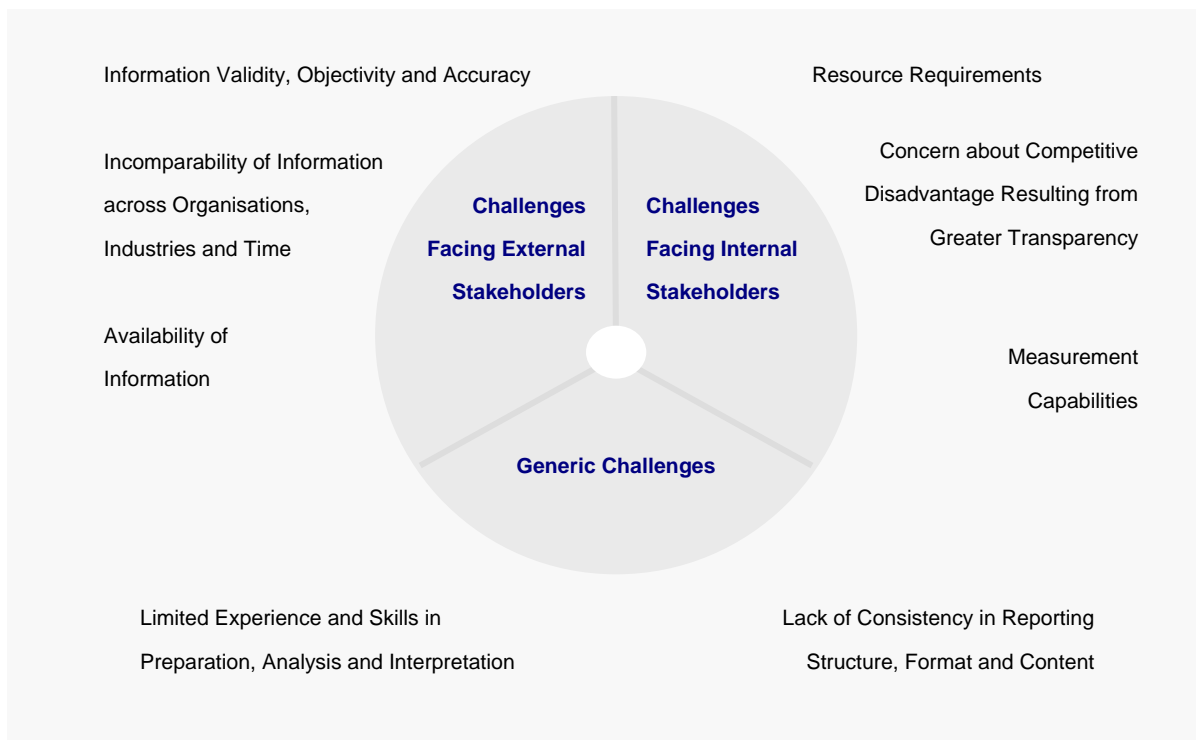 Information Validity, Objectivity and Accuracy
Resource Requirements
Incomparability of Information
across Organisations,
Industries and Time
Concern about Competitive
Disadvantage Resulting from
Greater Transparency
Challenges
Facing External
Stakeholders
Challenges
Facing Internal
Stakeholders
Availability of
Information
Measurement
Capabilities
Generic Challenges
Limited Experience and Skills in
Preparation, Analysis and Interpretation
Lack of Consistency in Reporting
Structure, Format and Content